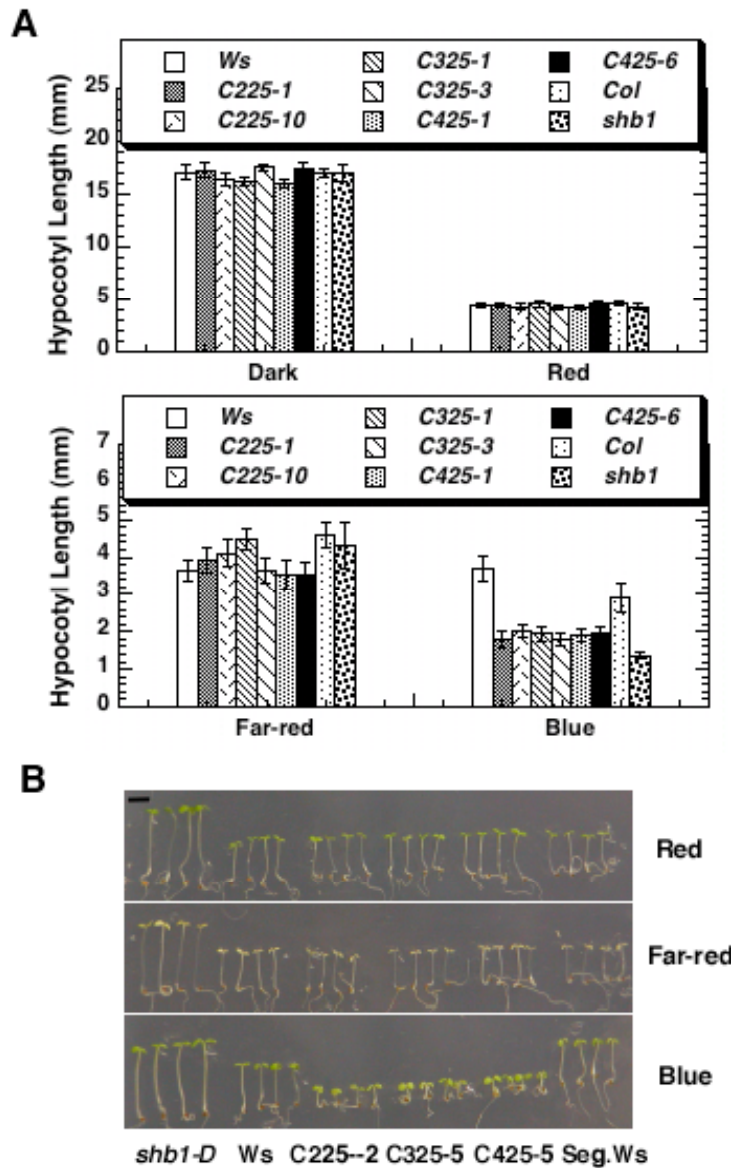 A
Ws C325-1 C425-6
C225-1 C325-3 Col
C225-10 C425-1 shb1
Hypocotyl Length (mm)
25
20
15
10
5
0
Dark Red
Ws C325-1 C425-6
C225-1 C325-3 Col
C225-10 C425-1 shb1
Hypocotyl Length (mm)
7
6
5
4
3
2
1
0
Far-red Blue
B
Red
Far-red
Blue
shb1-D Ws C225--2 C325-5 C425-5 Seg.Ws